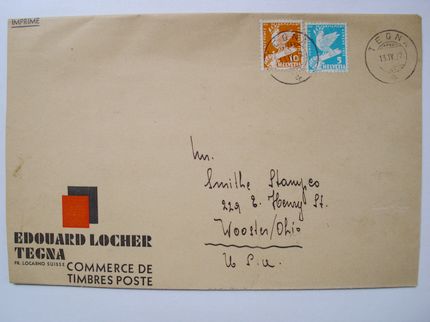 IMPRIMÉ
10
HELVETIA
5
HELVETIA
TEGNA
Mr.
Smithe Stamp.co
229 E. Henry St.
Wooster/Ohio
U.S.A.
EDOUARD LOCHER
TEGNA
PR. LOCARNO SUISSE
COMMERCE DE
TIMBRES POSTE